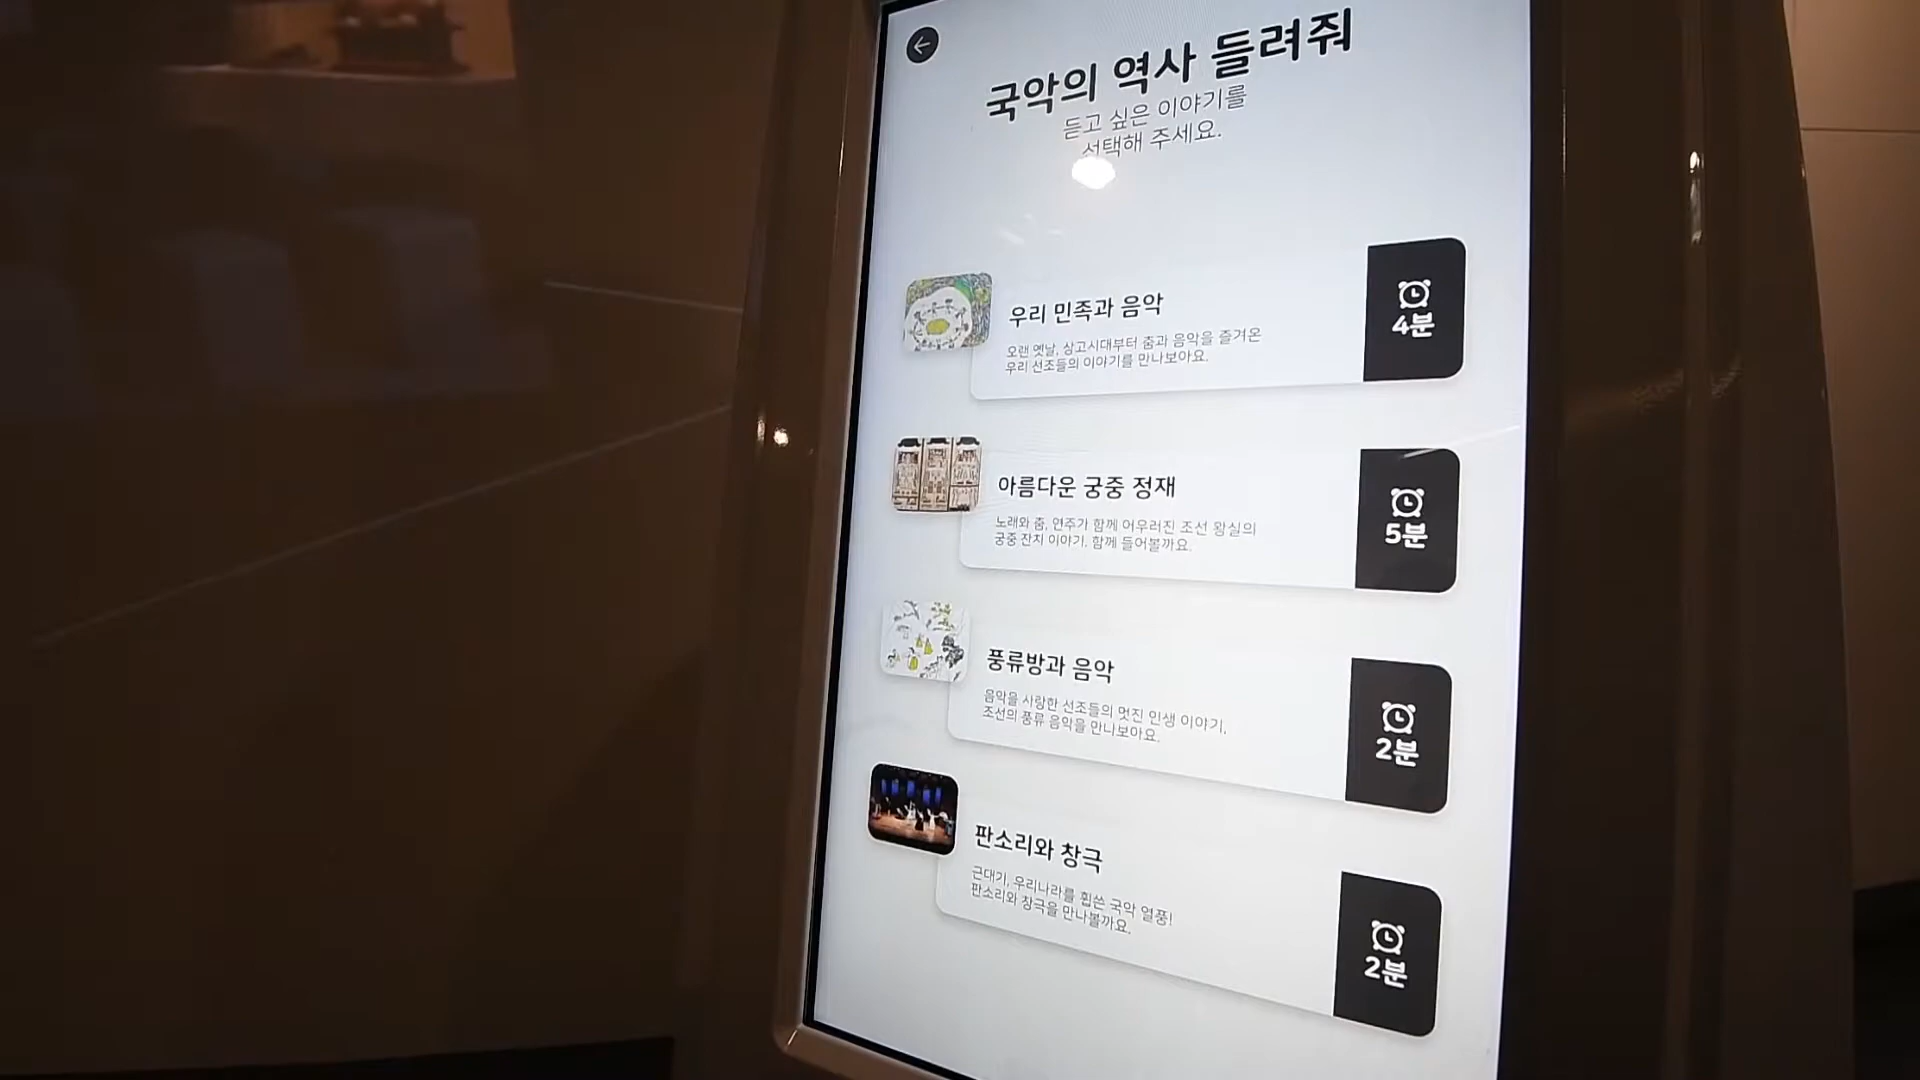 국악의 역사 들려줘
듣고 싶은 이야기를
선택해 주세요.
우리 민족과 음악
오랜 옛날, 상고시대부터 춤과 음악을 즐겨온
우리 선조들의 이야기를 만나보아요.
4분
아름다운 궁중 정재
노래와 춤, 연주가 함께 어우러진 조선 왕실의
궁중 잔치 이야기, 함께 들어볼까요.
5분
풍류방과 음악
음악을 사랑한 선조들의 멋진 인생 이야기,
조선의 풍류 음악을 만나보아요.
2분
판소리와 창극
근대기, 우리나라를 휩쓴 국악 열풍!
판소리와 창극을 만나볼까요.
2분